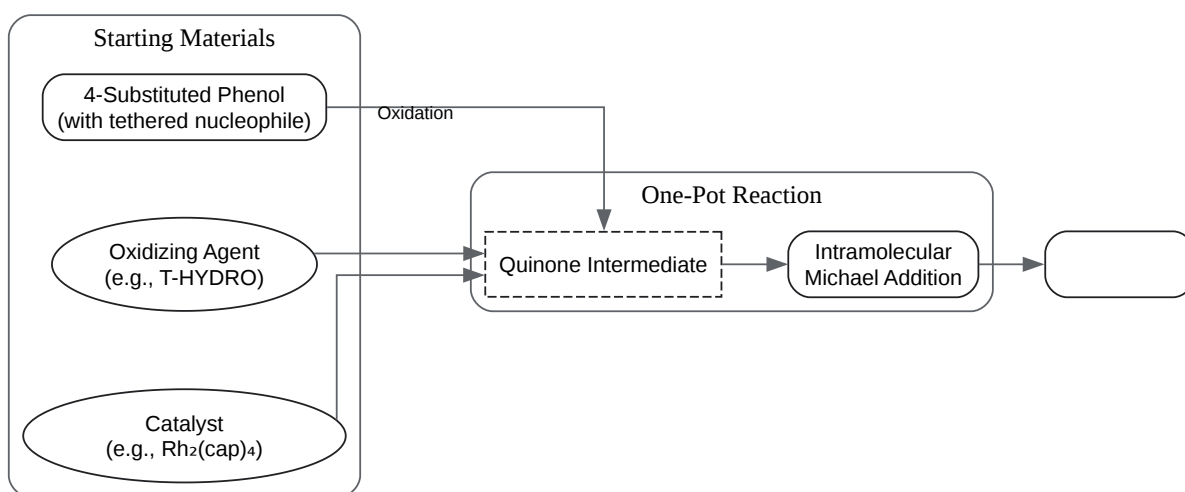 Starting Materials
4-Substituted Phenol
(with tethered nucleophile)
Oxidation
One-Pot Reaction
Oxidizing Agent
(e.g., T-HYDRO)
Quinone Intermediate
Intramolecular
Michael Addition
Catalyst
(e.g., Rh₂(cap)₄)